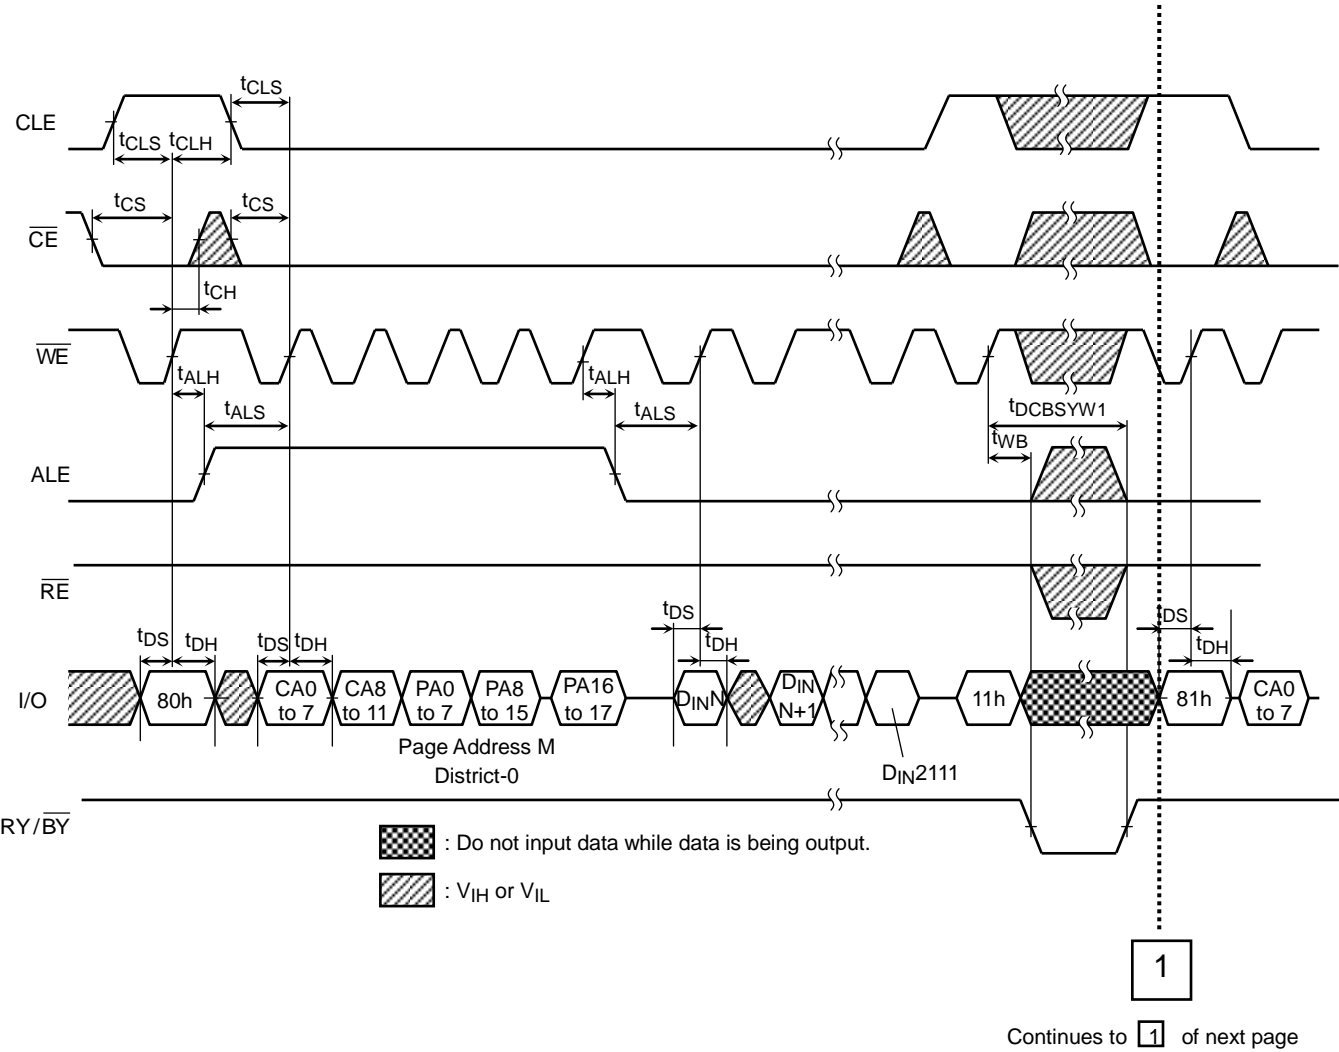 tCLS
CLE
tCLS tCLH
tCS tCS
CE
tCH
WE
tALH tALH
tALS tALS
tDCBSYW1
tWB
ALE
RE
tDS tDH tDS tDH tDS tDH tDS tDH
I/O
80h
CA0 to 7
CA8 to 11
PA0 to 7
PA8 to 15
PA16 to 17
DINN
DIN N+1
11h
81h
CA0 to 7
Page Address M
District-0
DIN2111
RY/BY
: Do not input data while data is being output.
: VIH or VIL
1
Continues to 1 of next page